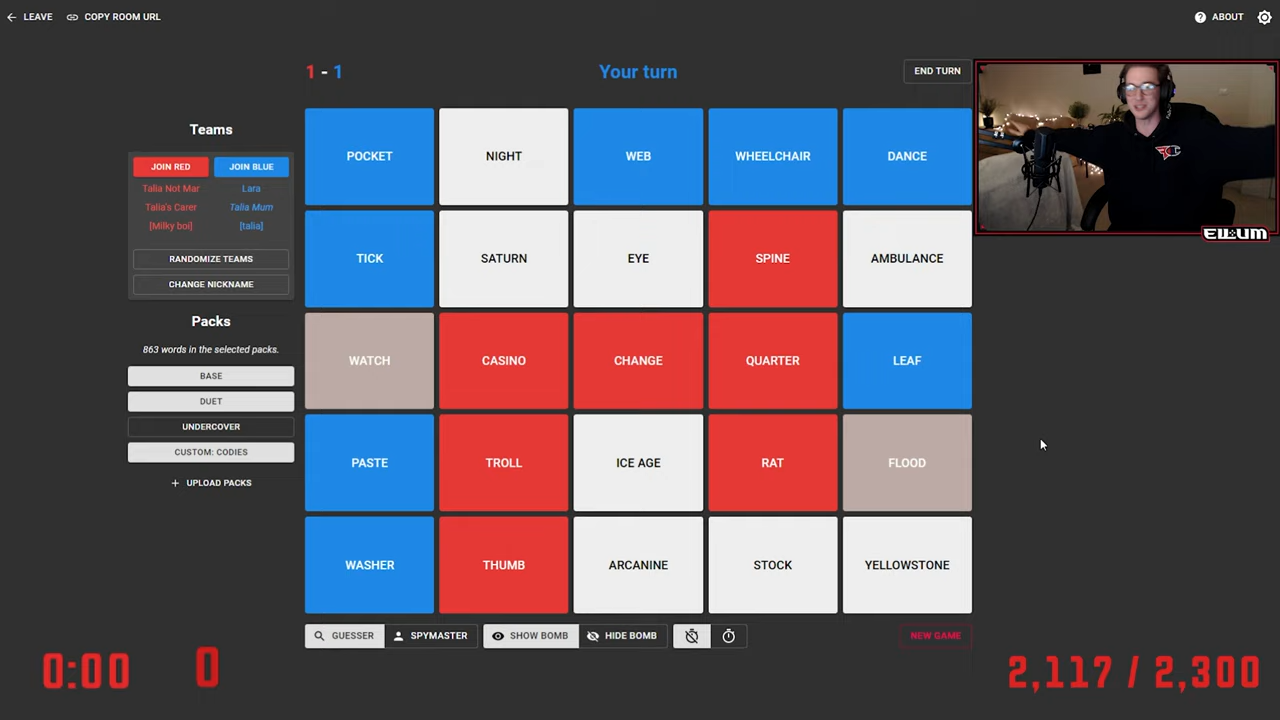 LEAVE COPY ROOM URL
ABOUT
1 - 1 Your turn END TURN
Teams
JOIN RED JOIN BLUE
Talia Not Mar Lara
Talia's Carer Talia Mum
[Milky boi] [talia]
RANDOMIZE TEAMS
CHANGE NICKNAME
Packs
863 words in the selected packs.
BASE
DUET
UNDERCOVER
CUSTOM: CODIES
UPLOAD PACKS
POCKET NIGHT WEB WHEELCHAIR DANCE
TICK SATURN EYE SPINE AMBULANCE
WATCH CASINO CHANGE QUARTER LEAF
PASTE TROLL ICE AGE RAT FLOOD
WASHER THUMB ARCANINE STOCK YELLOWSTONE
GUESSER SPYMASTER SHOW BOMB HIDE BOMB NEW GAME
0:00 0 2,117 / 2,300